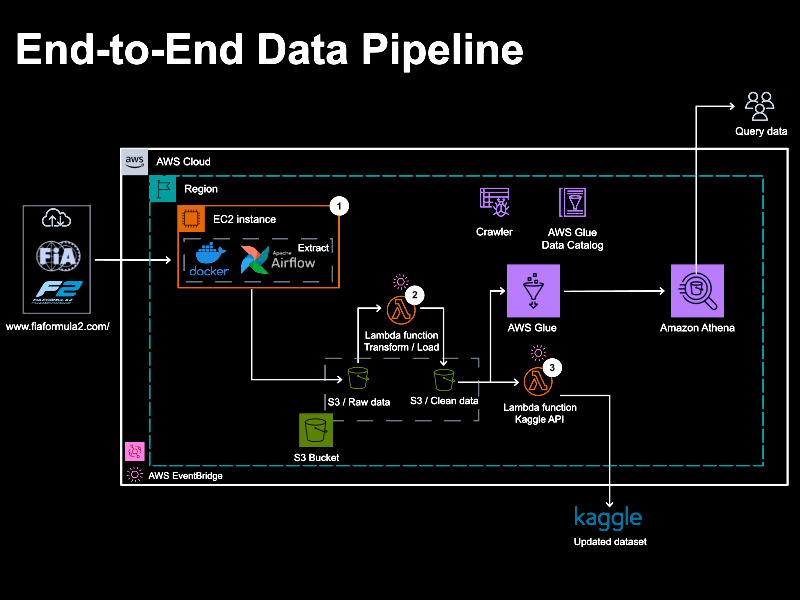 End-to-End Data Pipeline
Query data
aws
AWS Cloud
Region
1
EC2 instance
Extract
docker
Apache
Airflow
Crawler
AWS Glue
Data Catalog
FiA
F2
FIA FORMULA 2
www.fiaformula2.com/
2
Lambda function
Transform / Load
AWS Glue
Amazon Athena
3
S3 / Raw data
S3 / Clean data
Lambda function
Kaggle API
S3 Bucket
AWS EventBridge
kaggle
Updated dataset